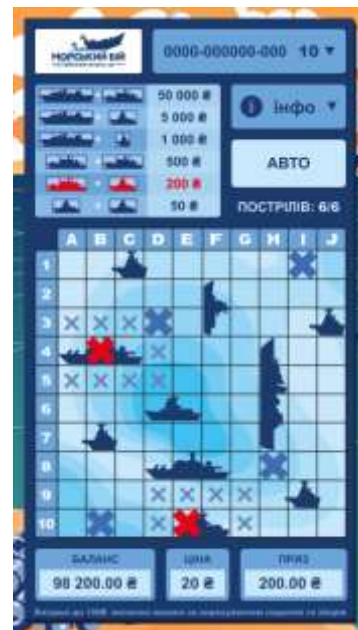 МОРСЬКИЙ БІЙ
0000-000000-000 10
50 000 ₴
5 000 ₴
1 000 ₴
500 ₴
200 ₴
50 ₴
i інфо
АВТО
ПОСТРІЛІВ: 6/6
A B C D E F G H I J
1
2
3
4
5
6
7
8
9
10
БАЛАНС ЦІНА ПРИЗ
98 200.00 ₴ 20 ₴ 200.00 ₴